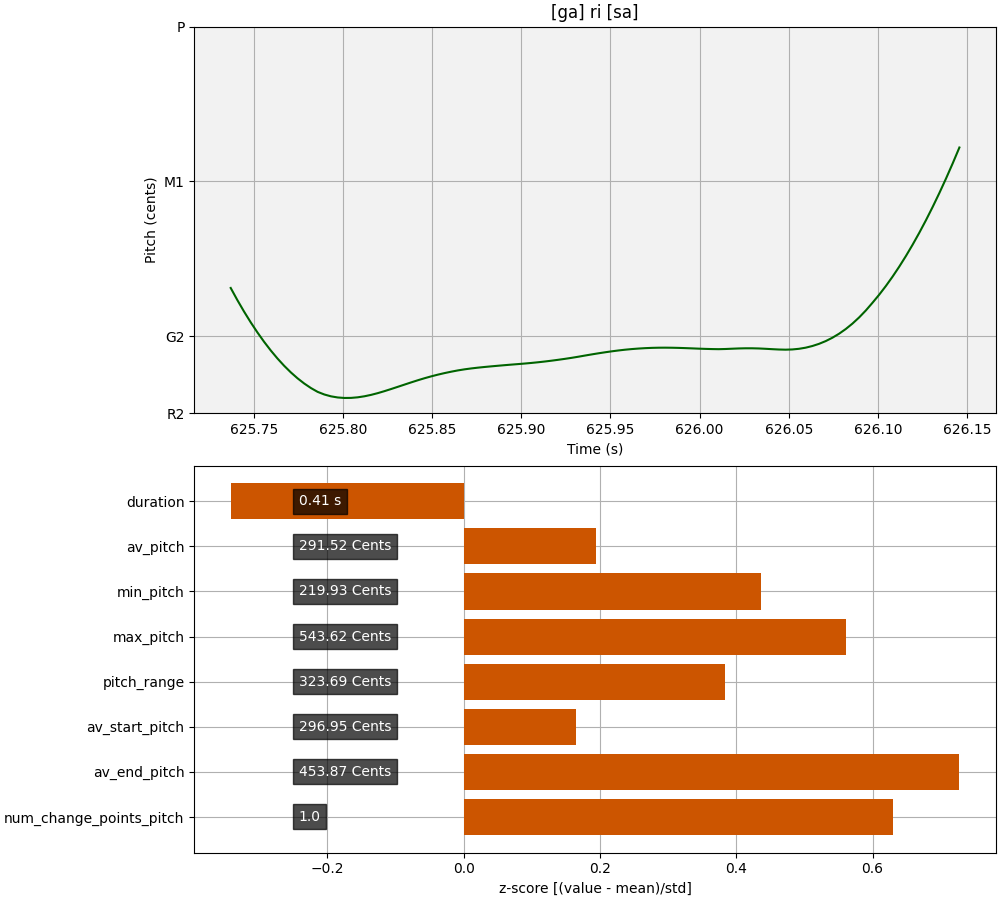 [ga] ri [sa]
P
M1
G2
R2
Pitch (cents)
625.75 625.80 625.85 625.90 625.95 626.00 626.05 626.10 626.15
Time (s)
duration 0.41 s
av_pitch 291.52 Cents
min_pitch 219.93 Cents
max_pitch 543.62 Cents
pitch_range 323.69 Cents
av_start_pitch 296.95 Cents
av_end_pitch 453.87 Cents
num_change_points_pitch 1.0
−0.2 0.0 0.2 0.4 0.6
z-score [(value - mean)/std]